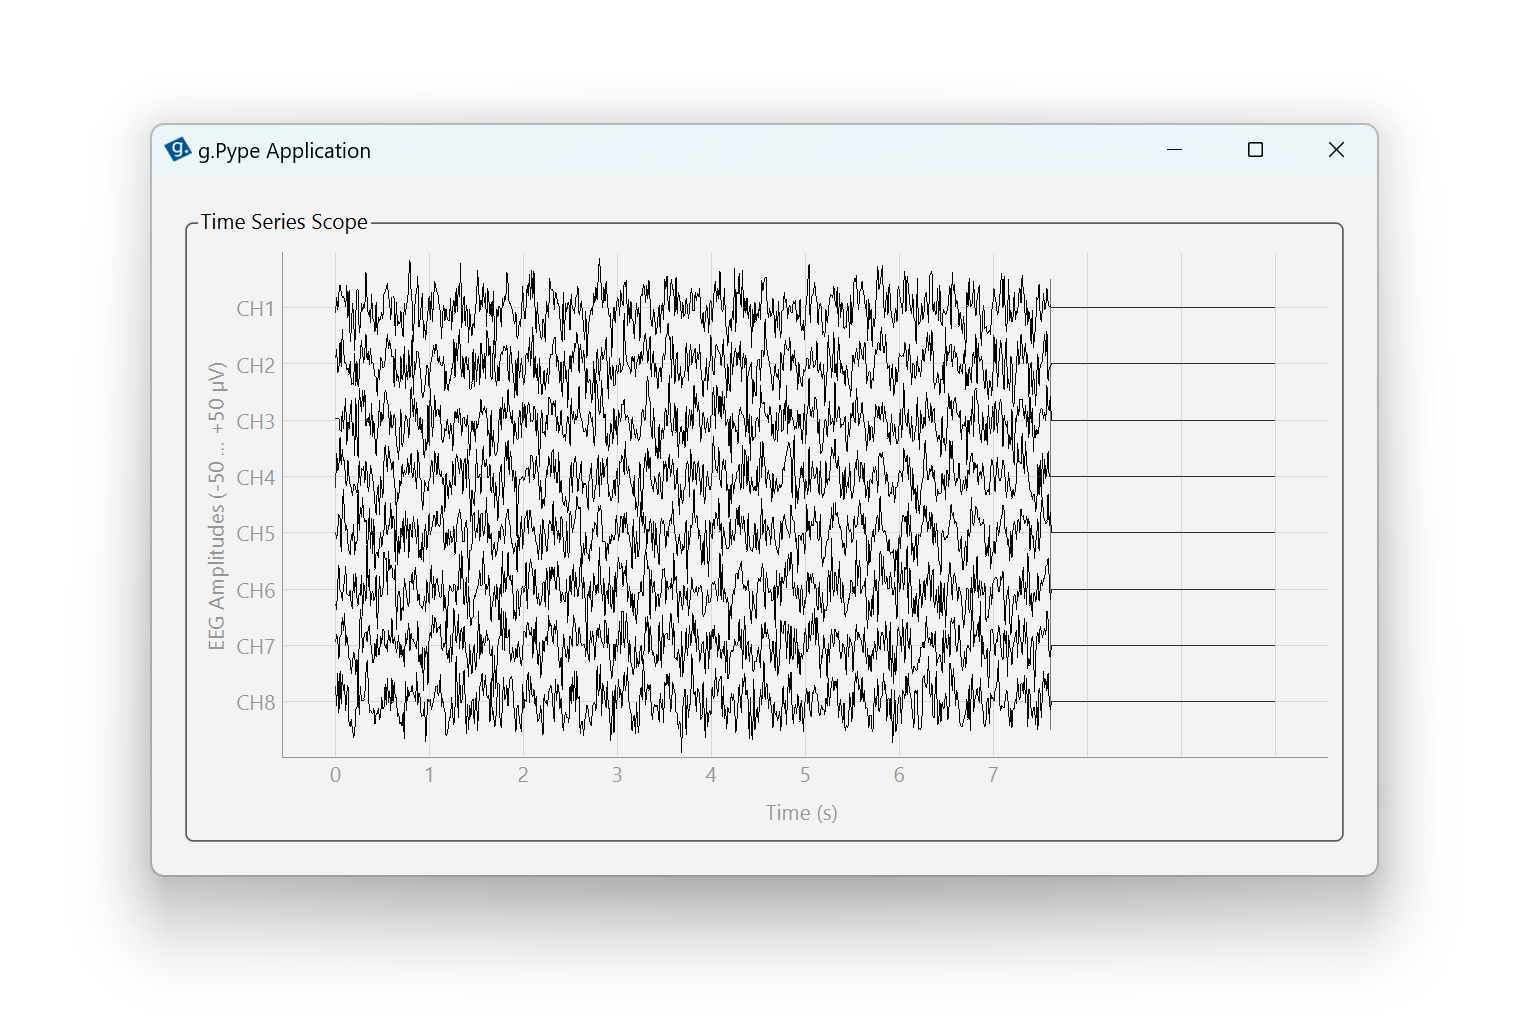 g. g.Pype Application
Time Series Scope
EEG Amplitudes (-50 ... +50 µV)
CH1
CH2
CH3
CH4
CH5
CH6
CH7
CH8
0 1 2 3 4 5 6 7
Time (s)